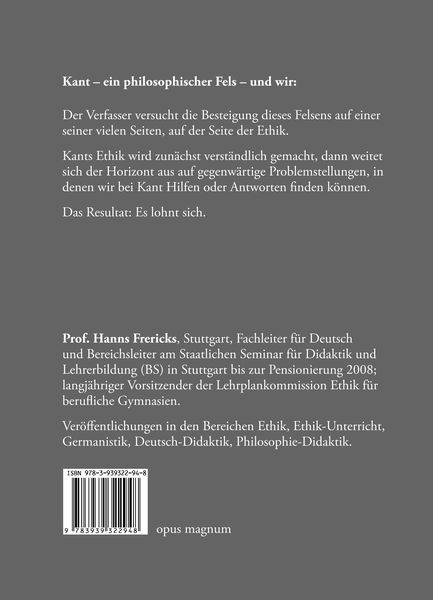 Kant – ein philosophischer Fels – und wir:
Der Verfasser versucht die Besteigung dieses Felsens auf einer
seiner vielen Seiten, auf der Seite der Ethik.
Kants Ethik wird zunächst verständlich gemacht, dann weitet
sich der Horizont aus auf gegenwärtige Problemstellungen, in
denen wir bei Kant Hilfen oder Antworten finden können.
Das Resultat: Es lohnt sich.
Prof. Hanns Frericks, Stuttgart, Fachleiter für Deutsch
und Bereichsleiter am Staatlichen Seminar für Didaktik und
Lehrerbildung (BS) in Stuttgart bis zur Pensionierung 2008;
langjähriger Vorsitzender der Lehrplankommission Ethik für
berufliche Gymnasien.
Veröffentlichungen in den Bereichen Ethik, Ethik-Unterricht,
Germanistik, Deutsch-Didaktik, Philosophie-Didaktik.
ISBN 978-3-939322-94-8
9 783939 322948
opus magnum